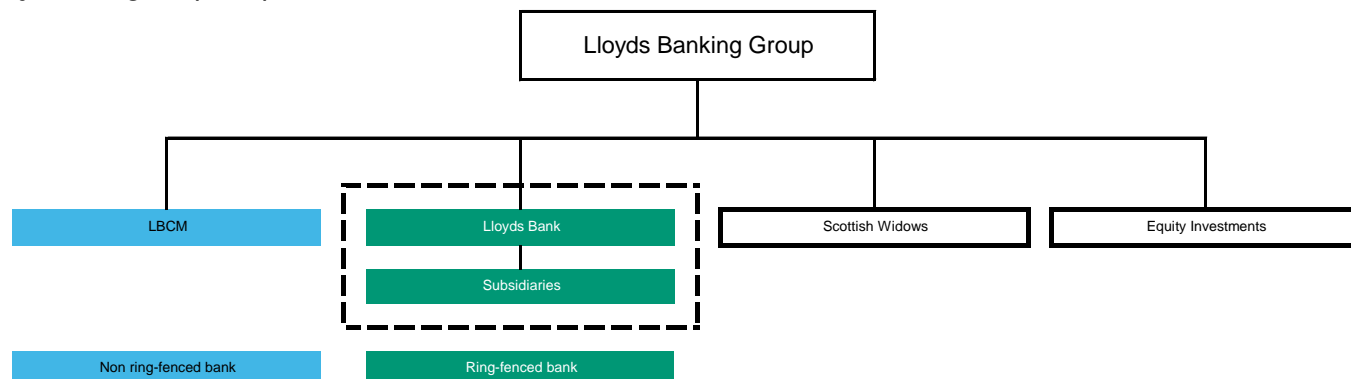 Lloyds Banking Group
LBCM
Lloyds Bank
Scottish Widows
Equity Investments
Subsidiaries
Non ring-fenced bank
Ring-fenced bank